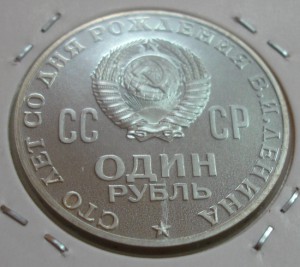 СТО ЛЕТ СО ДНЯ РОЖДЕНИЯ В.И.ЛЕНИНА
СС СР
ОДИН
РУБЛЬ